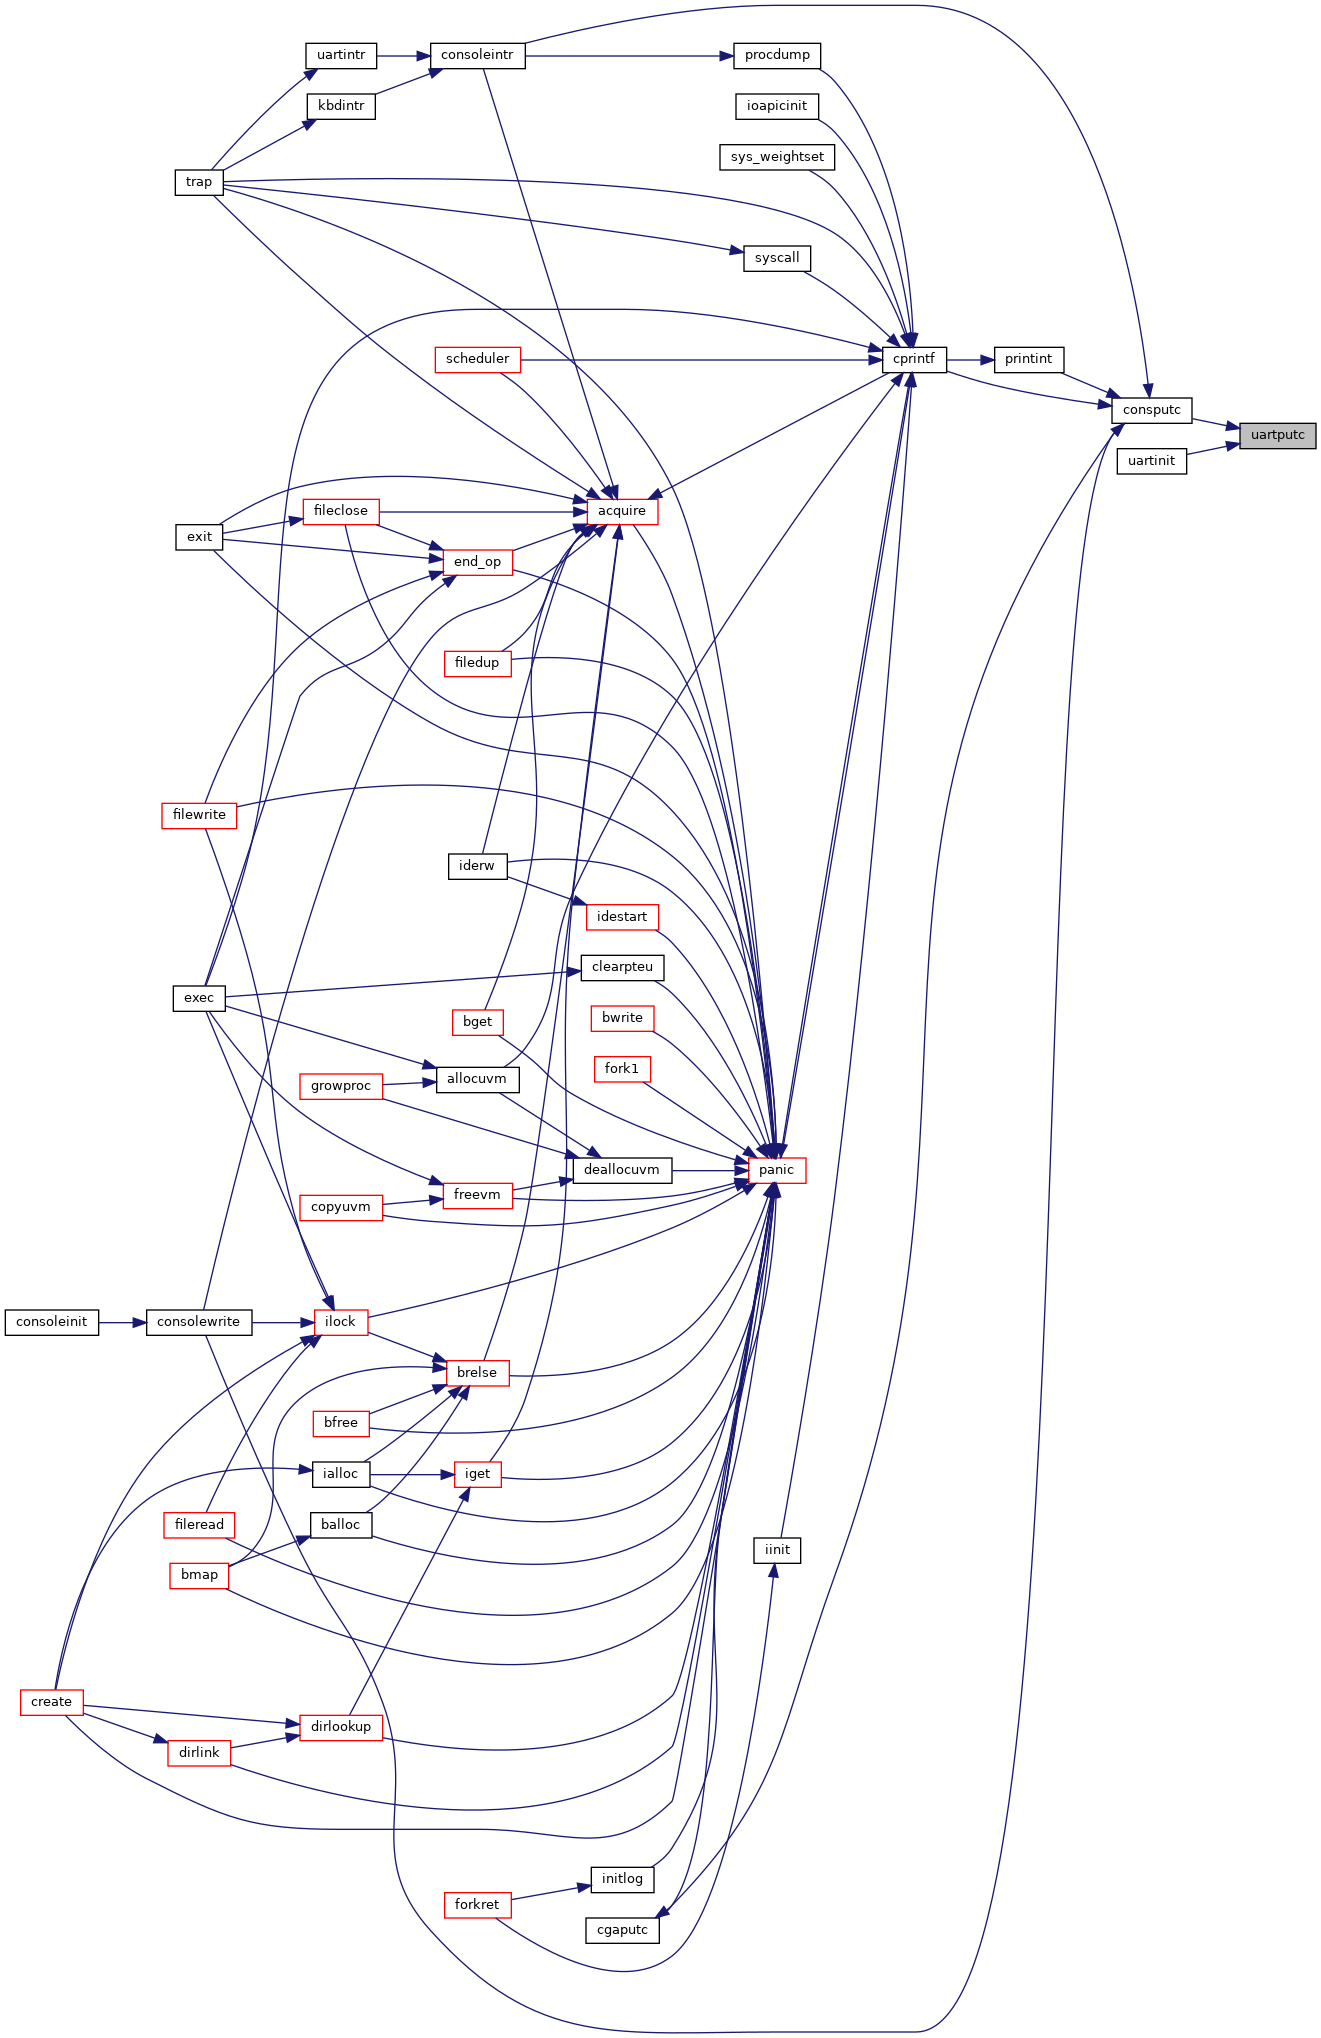 uartintr
consoleintr
procdump
kbdintr
ioapicinit
sys_weightset
trap
syscall
scheduler
cprintf
printint
consputc
uartputc
uartinit
fileclose
acquire
exit
end_op
filedup
filewrite
iderw
idestart
clearpteu
exec
bget
bwrite
fork1
growproc
allocuvm
deallocuvm
panic
copyuvm
freevm
consoleinit
consolewrite
ilock
brelse
bfree
ialloc
iget
fileread
balloc
iinit
bmap
create
dirlookup
dirlink
initlog
forkret
cgaputc